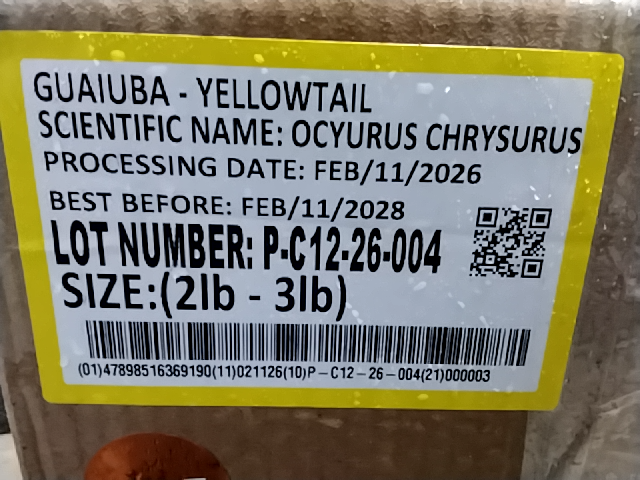 GUAIUBA - YELLOWTAIL
SCIENTIFIC NAME: OCYURUS CHRYSURUS
PROCESSING DATE: FEB/11/2026
BEST BEFORE: FEB/11/2028
LOT NUMBER: P-C12-26-004
SIZE:(2lb - 3lb)
(01)47898516369190(11)021126(10)P-C12-26-004(21)000003